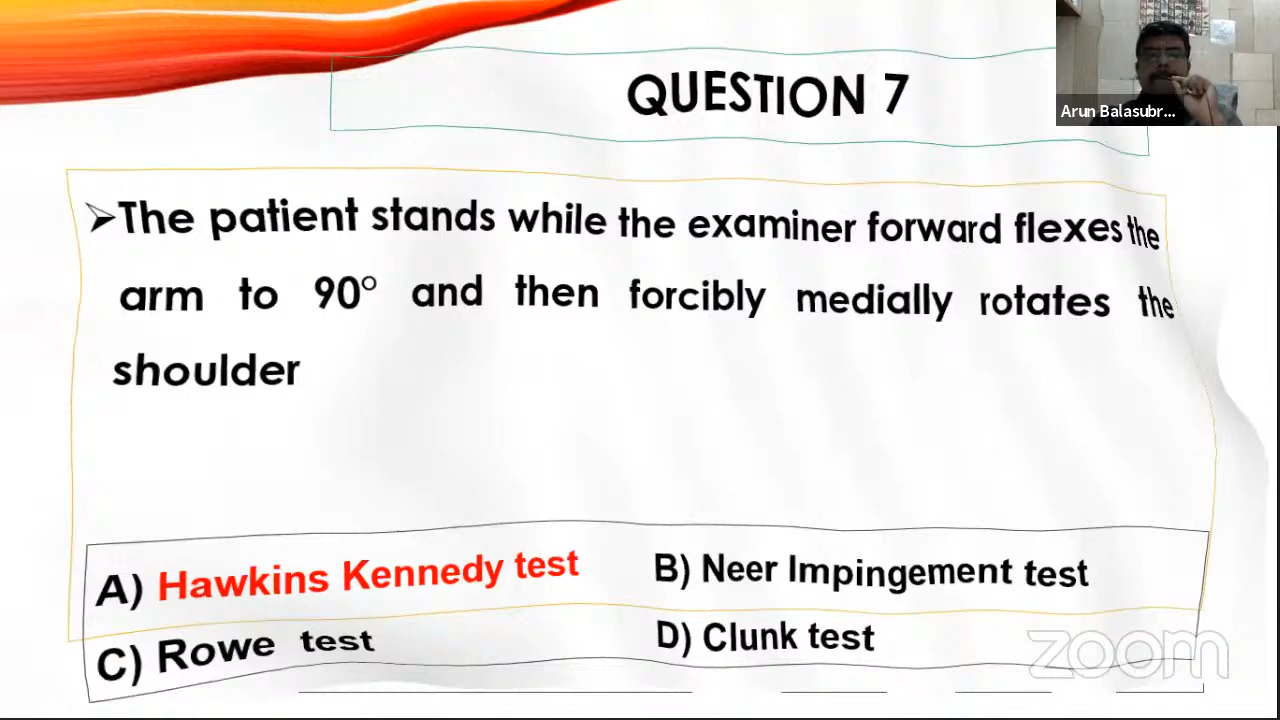 QUESTION 7
Arun Balasubr...
➢The patient stands while the examiner forward flexes the
arm to 90° and then forcibly medially rotates the
shoulder
A) Hawkins Kennedy test
B) Neer Impingement test
C) Rowe test
D) Clunk test
zoom